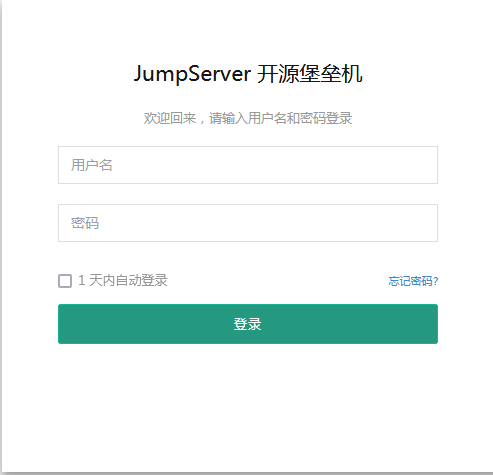 JumpServer 开源堡垒机
欢迎回来，请输入用户名和密码登录
用户名
密码
1 天内自动登录
忘记密码?
登录